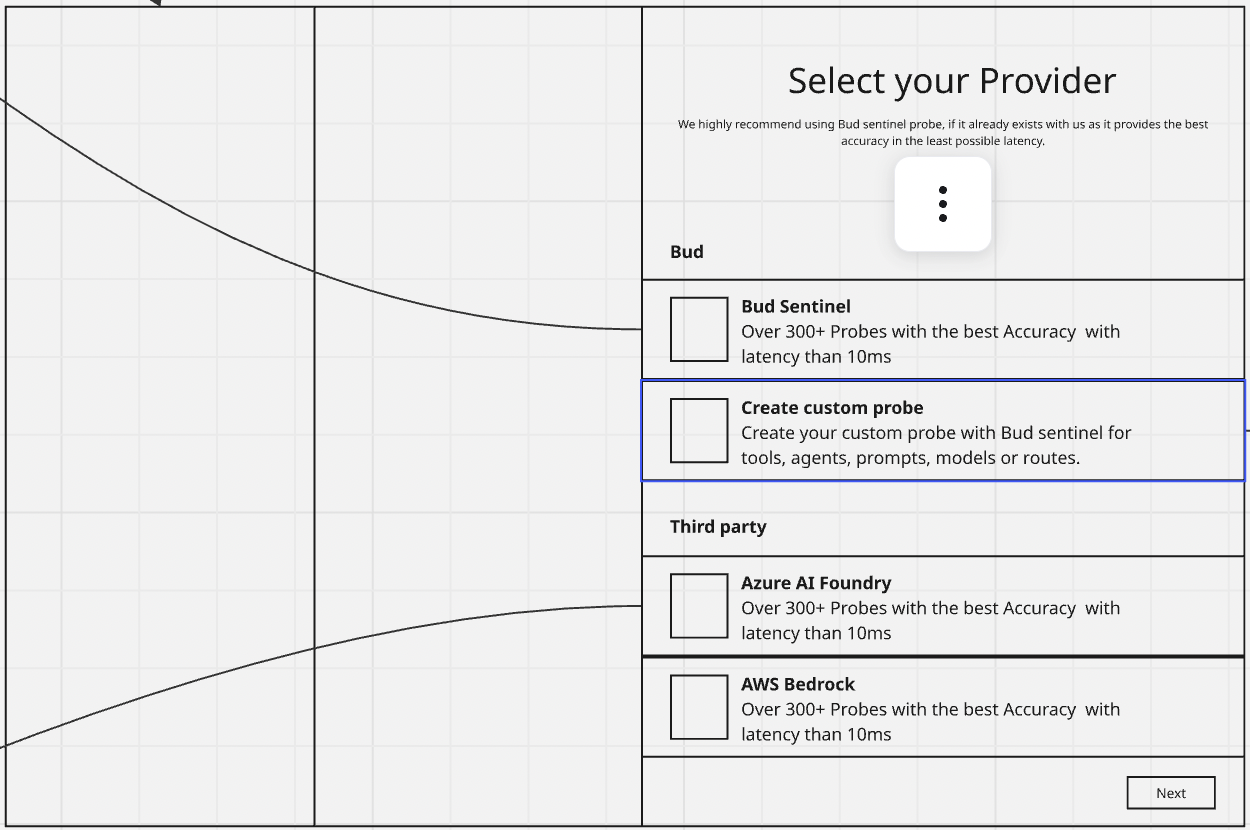 Select your Provider
We highly recommend using Bud sentinel probe, if it already exists with us as it provides the best
accuracy in the least possible latency.
Bud
Bud Sentinel
Over 300+ Probes with the best Accuracy  with
latency than 10ms
Create custom probe
Create your custom probe with Bud sentinel for
tools, agents, prompts, models or routes.
Third party
Azure AI Foundry
Over 300+ Probes with the best Accuracy  with
latency than 10ms
AWS Bedrock
Over 300+ Probes with the best Accuracy  with
latency than 10ms
Next